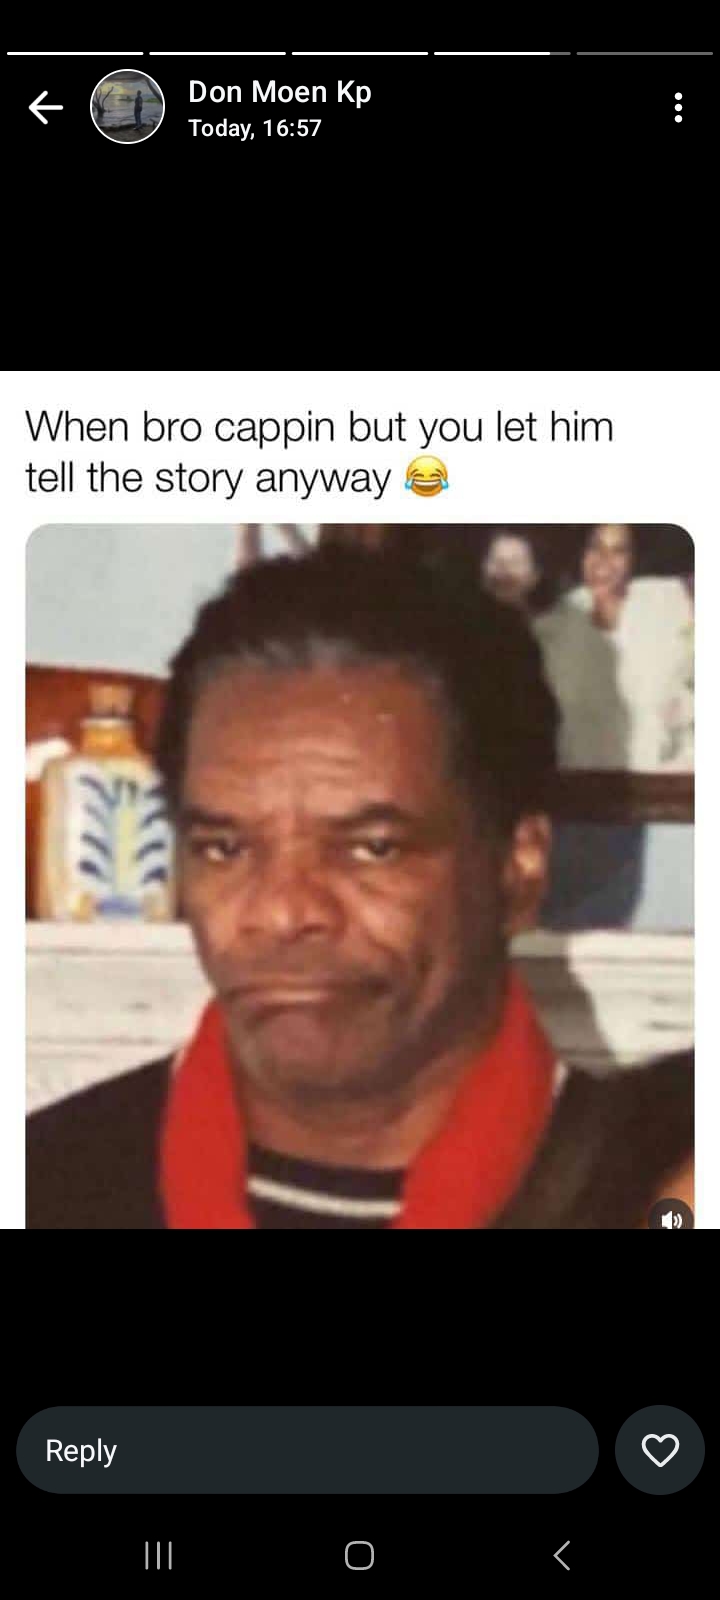 Don Moen Kp
Today, 16:57
When bro cappin but you let him
tell the story anyway 😂
Reply